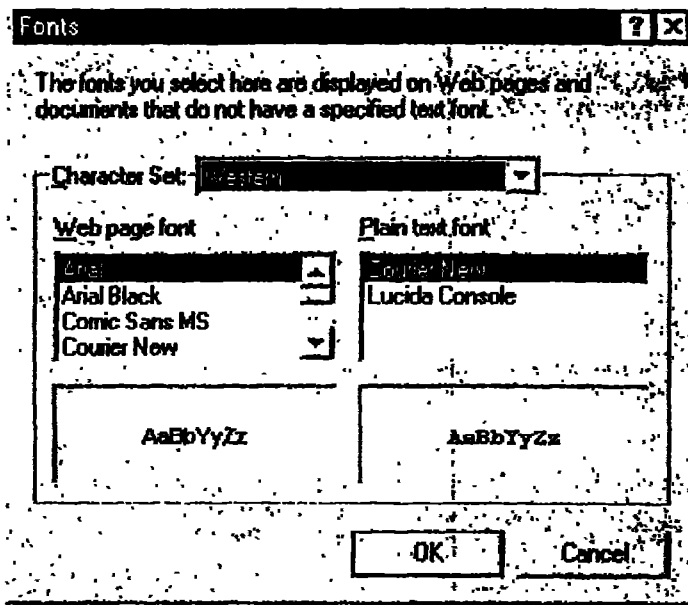 Fonts
The fonts you select here are displayed on Web pages and
documents that do not have a specified text font.
Character Set: Western
Web page font
Arial
Arial Black
Comic Sans MS
Courier New
Plain text font
Courier New
Lucida Console
AaBbYyZz
AaBbYyZz
OK
Cancel